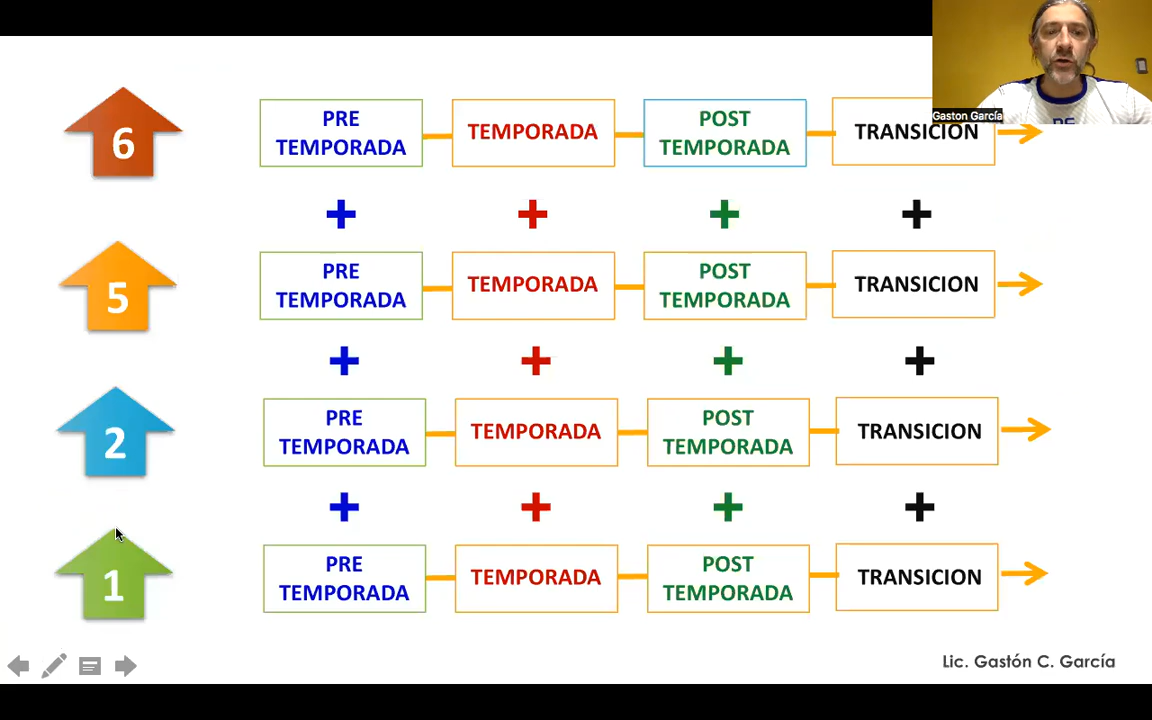 Gaston García
6
PRE
TEMPORADA
TEMPORADA
POST
TEMPORADA
TRANSICION
5
PRE
TEMPORADA
TEMPORADA
POST
TEMPORADA
TRANSICION
2
PRE
TEMPORADA
TEMPORADA
POST
TEMPORADA
TRANSICION
1
PRE
TEMPORADA
TEMPORADA
POST
TEMPORADA
TRANSICION
Lic. Gastón C. García